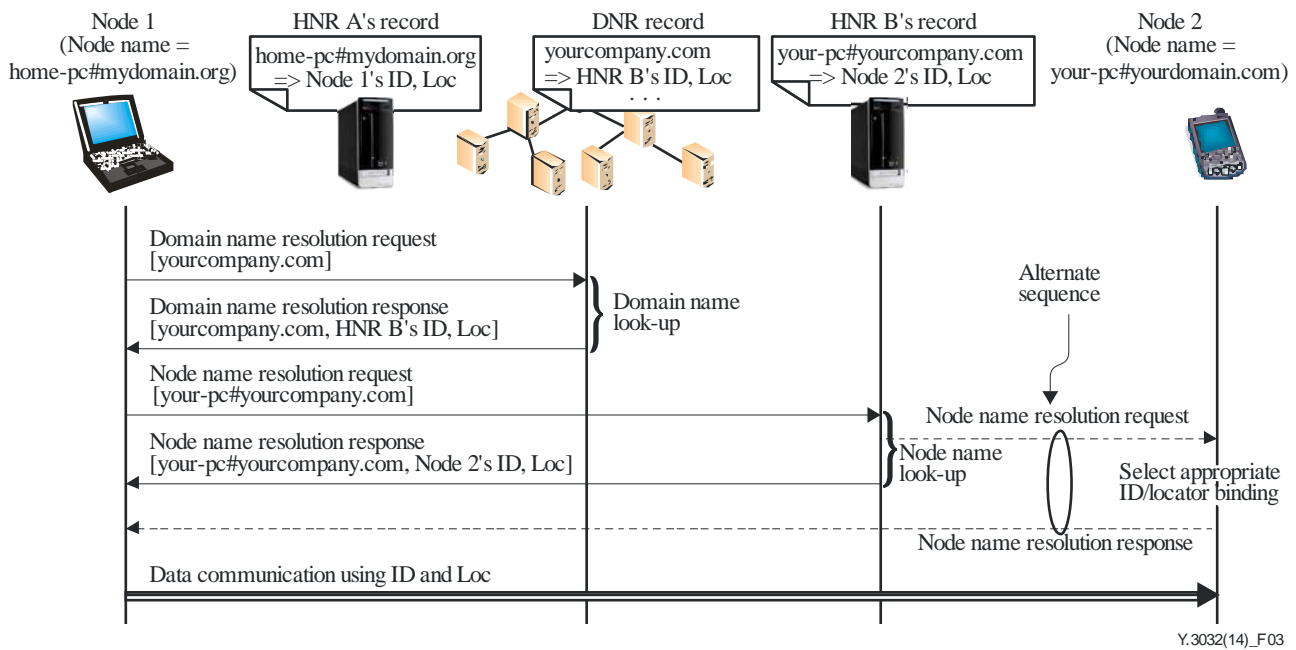 Node 1
(Node name =
home-pc#mydomain.org)
HNR A's record
home-pc#mydomain.org
=> Node 1's ID, Loc
DNR record
yourcompany.com
=> HNR B's ID, Loc
. . .
HNR B's record
your-pc#yourcompany.com
=> Node 2's ID, Loc
Node 2
(Node name =
your-pc#yourdomain.com)
Domain name resolution request
[yourcompany.com]
Domain name resolution response
[yourcompany.com, HNR B's ID, Loc]
Domain name
look-up
Alternate
sequence
Node name resolution request
[your-pc#yourcompany.com]
Node name resolution request
Node name resolution response
[your-pc#yourcompany.com, Node 2's ID, Loc]
Node name
look-up
Select appropriate
ID/locator binding
Node name resolution response
Data communication using ID and Loc
Y.3032(14)_F03